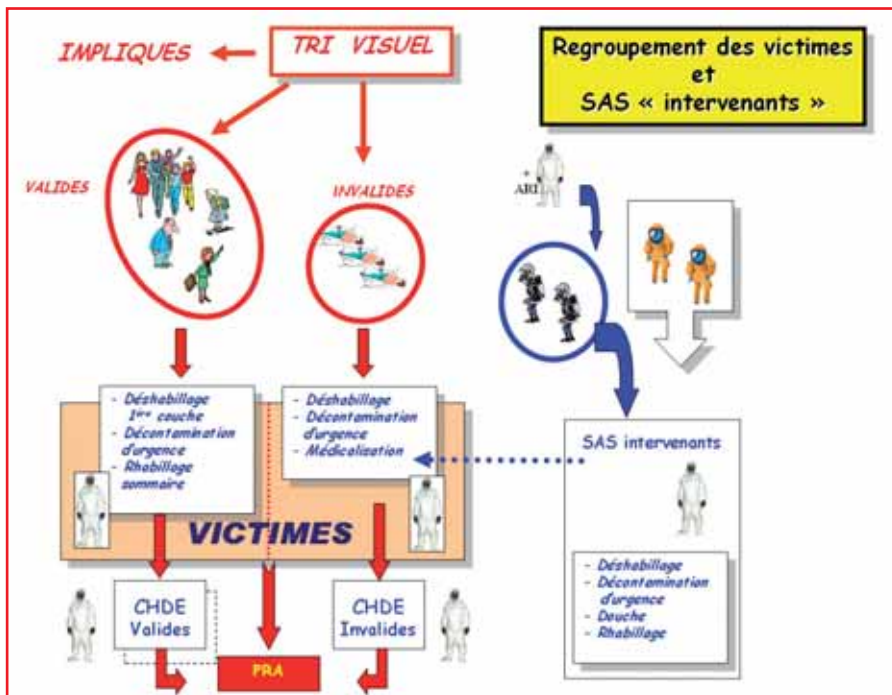 IMPLIQUES
TRI VISUEL
Regroupement des victimes
et
SAS « intervenants »
VALIDES
INVALIDES
+
ARI
- Déshabillage
1ère couche
- Décontamination
d'urgence
- Rhabillage
sommaire
- Déshabillage
- Décontamination
d'urgence
- Médicalisation
SAS intervenants
VICTIMES
- Déshabillage
- Décontamination
d'urgence
- Douche
- Rhabillage
CHDE
Valides
CHDE
Invalides
PRA